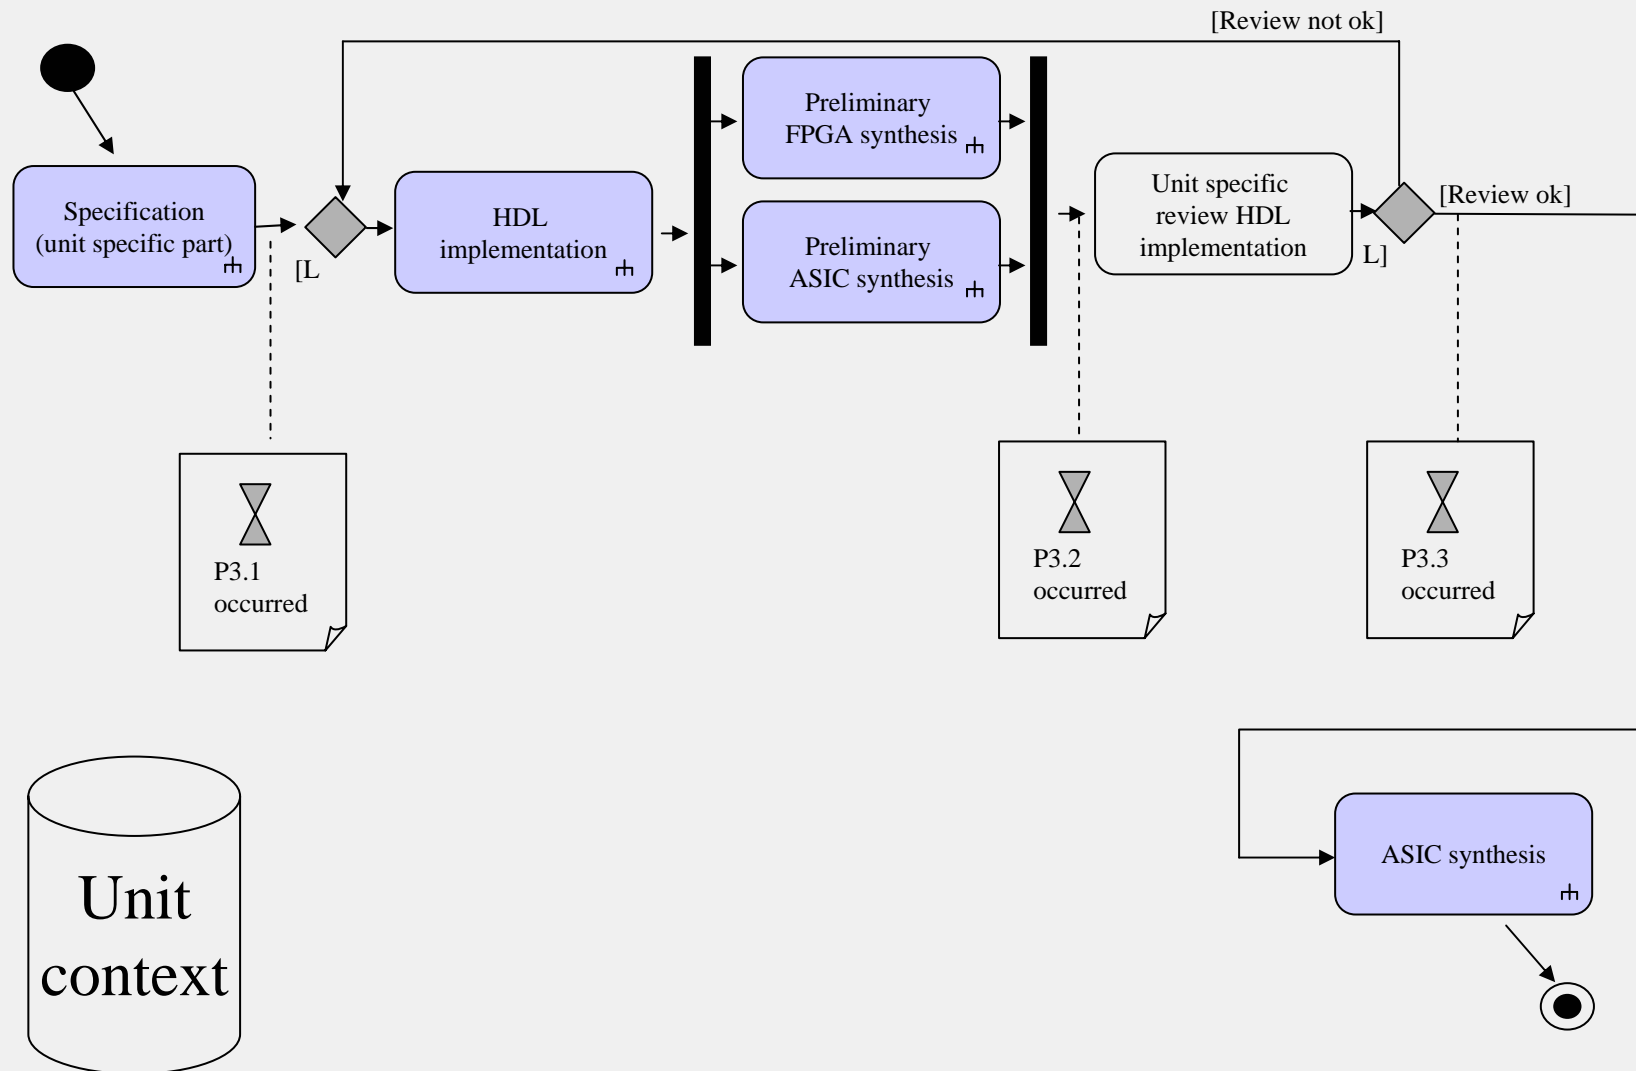 [Review not ok]
Preliminary
FPGA synthesis
Specification
(unit specific part)
[L
HDL
implementation
Preliminary
ASIC synthesis
Unit specific
review HDL
implementation
L]
[Review ok]
P3.1
occurred
P3.2
occurred
P3.3
occurred
Unit
context
ASIC synthesis